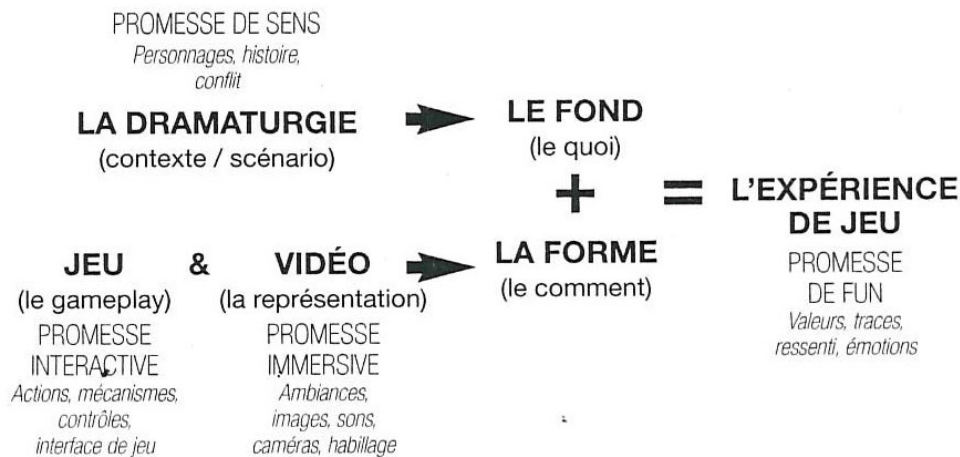 PROMESSE DE SENS
Personnages, histoire,
conflit
LA DRAMATURGIE
(contexte / scénario)
LE FOND
(le quoi)
+
= L'EXPÉRIENCE
DE JEU
PROMESSE
DE FUN
Valeurs, traces,
ressenti, émotions
JEU & VIDÉO
(le gameplay) (la représentation)
PROMESSE
INTERACTIVE
Actions, mécanismes,
contrôles,
interface de jeu
PROMESSE
IMMERSIVE
Ambiances,
images, sons,
caméras, habillage
LA FORME
(le comment)